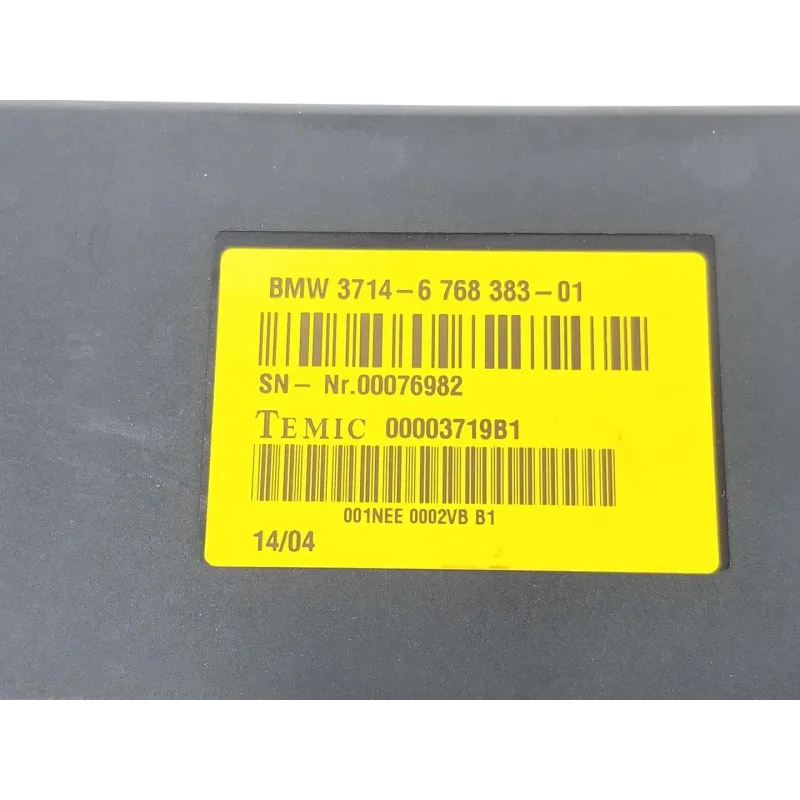 BMW 3714-6 768 383-01
SN- Nr.00076982
TEMIC 00003719B1
001NEE 0002VB B1
14/04